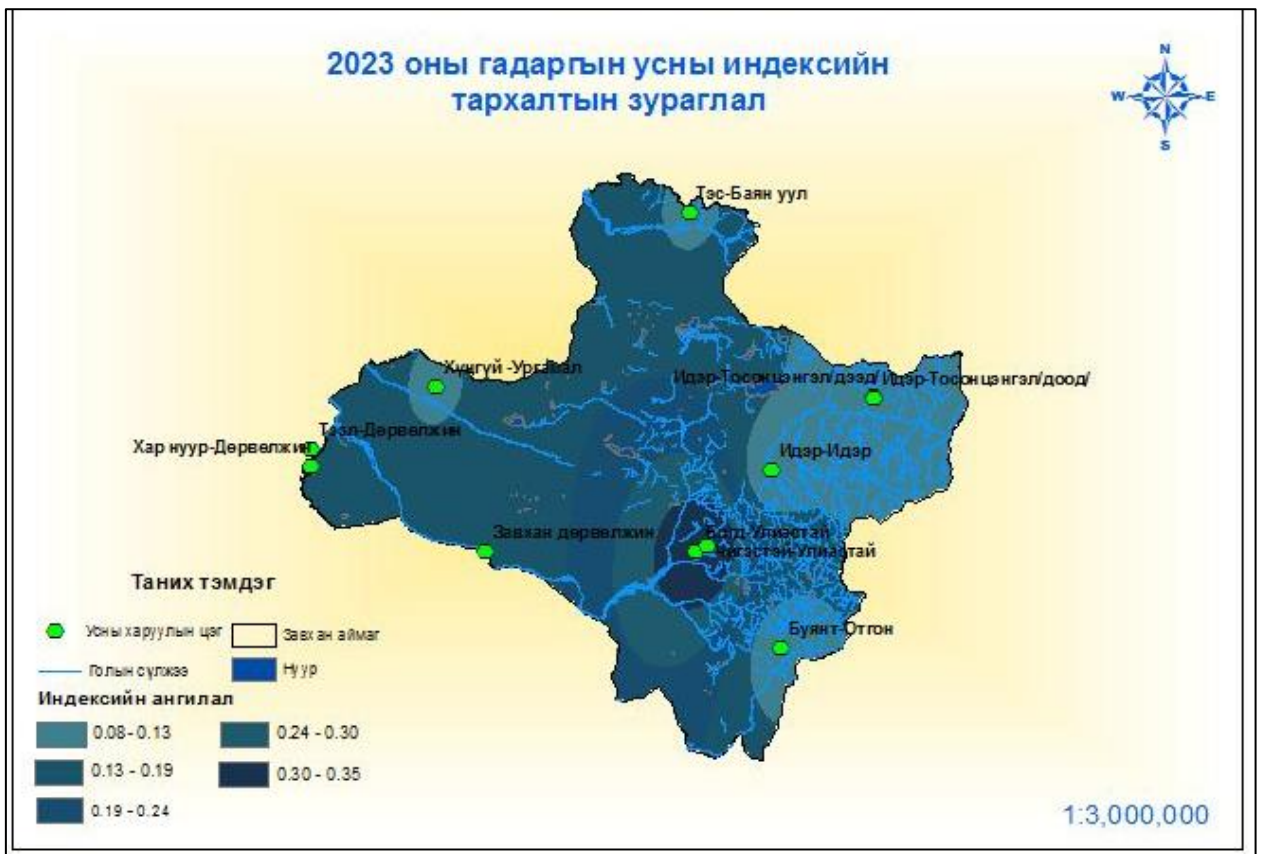 2023 оны гадаргын усны индексийн
тархалтын зураглал
N
W
E
S
Тэс-Баян уул
Хүнгүй -Ургамал
Идэр-Тосонцэнгэл/дээд/
Идэр-Тосонцэнгэл/доод/
Тээл-Дөрвөлжин
Хар нуур-Дөрвөлжин
Идэр-Идэр
Завхан дөрвөлжин
Богд-Улиастай
Чигэстэй-Улиастай
Буянт-Отгон
Таних тэмдэг
Усны харуулын цэг
Завхан аймаг
Голын сүлжээ
Нуур
Индексийн ангилал
0.08 - 0.13
0.24 - 0.30
0.13 - 0.19
0.30 - 0.35
0.19 - 0.24
1:3,000,000